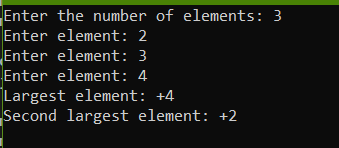 Enter the number of elements: 3
Enter element: 2
Enter element: 3
Enter element: 4
Largest element: +4
Second largest element: +2